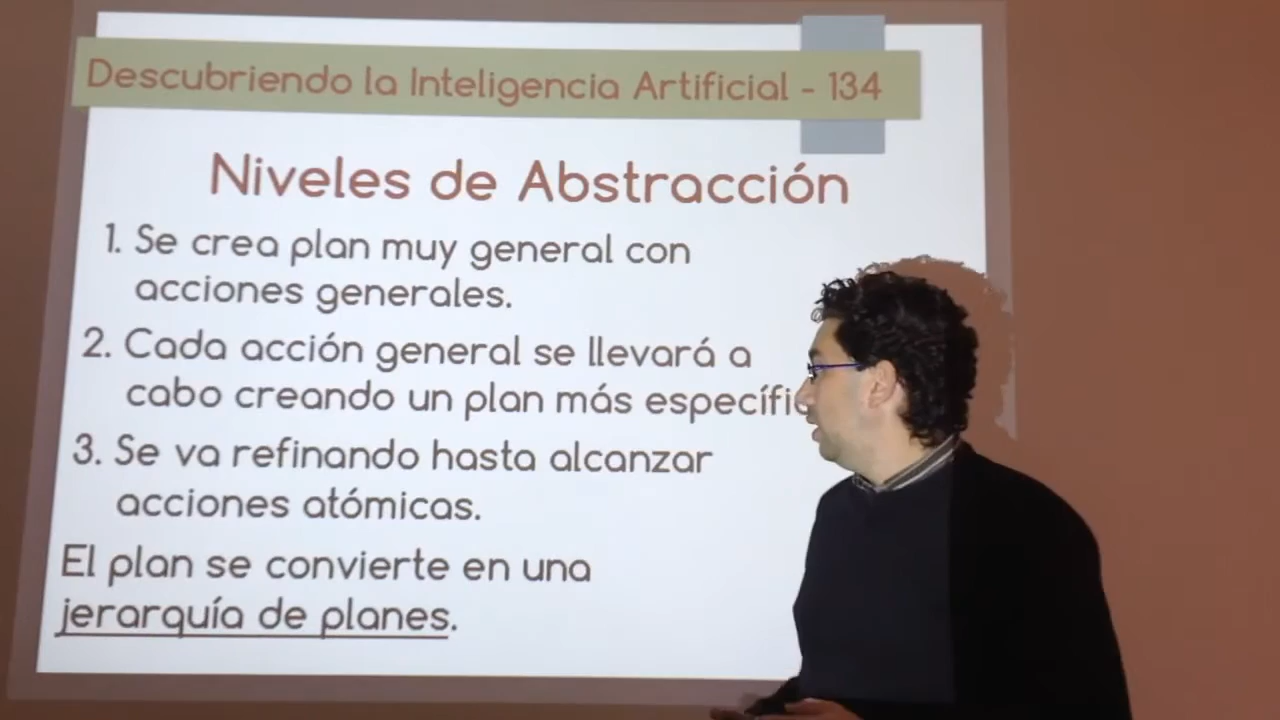 Descubriendo la Inteligencia Artificial - 134
Niveles de Abstracción
1. Se crea plan muy general con
acciones generales.
2. Cada acción general se llevará a
cabo creando un plan más específic
3. Se va refinando hasta alcanzar
acciones atómicas.
El plan se convierte en una
jerarquía de planes.